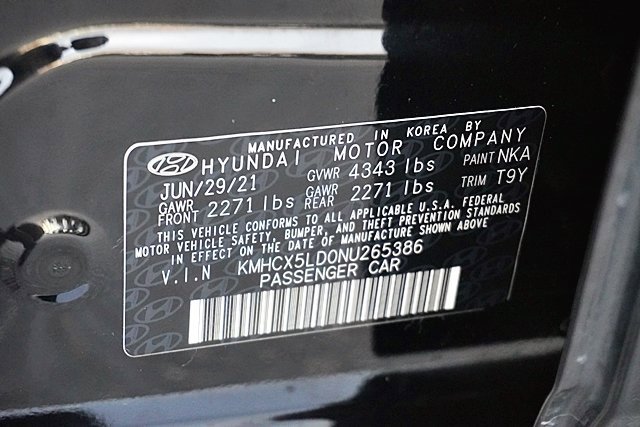 MANUFACTURED IN KOREA BY
HYUNDAI MOTOR COMPANY
JUN/29/21 GVWR 4343 lbs PAINT NKA
GAWR FRONT 2271 lbs GAWR REAR 2271 lbs TRIM T9Y
THIS VEHICLE CONFORMS TO ALL APPLICABLE U.S.A. FEDERAL
MOTOR VEHICLE SAFETY, BUMPER, AND THEFT PREVENTION STANDARDS
IN EFFECT ON THE DATE OF MANUFACTURE SHOWN ABOVE
V.I.N KMHCX5LD0NU265386
PASSENGER CAR